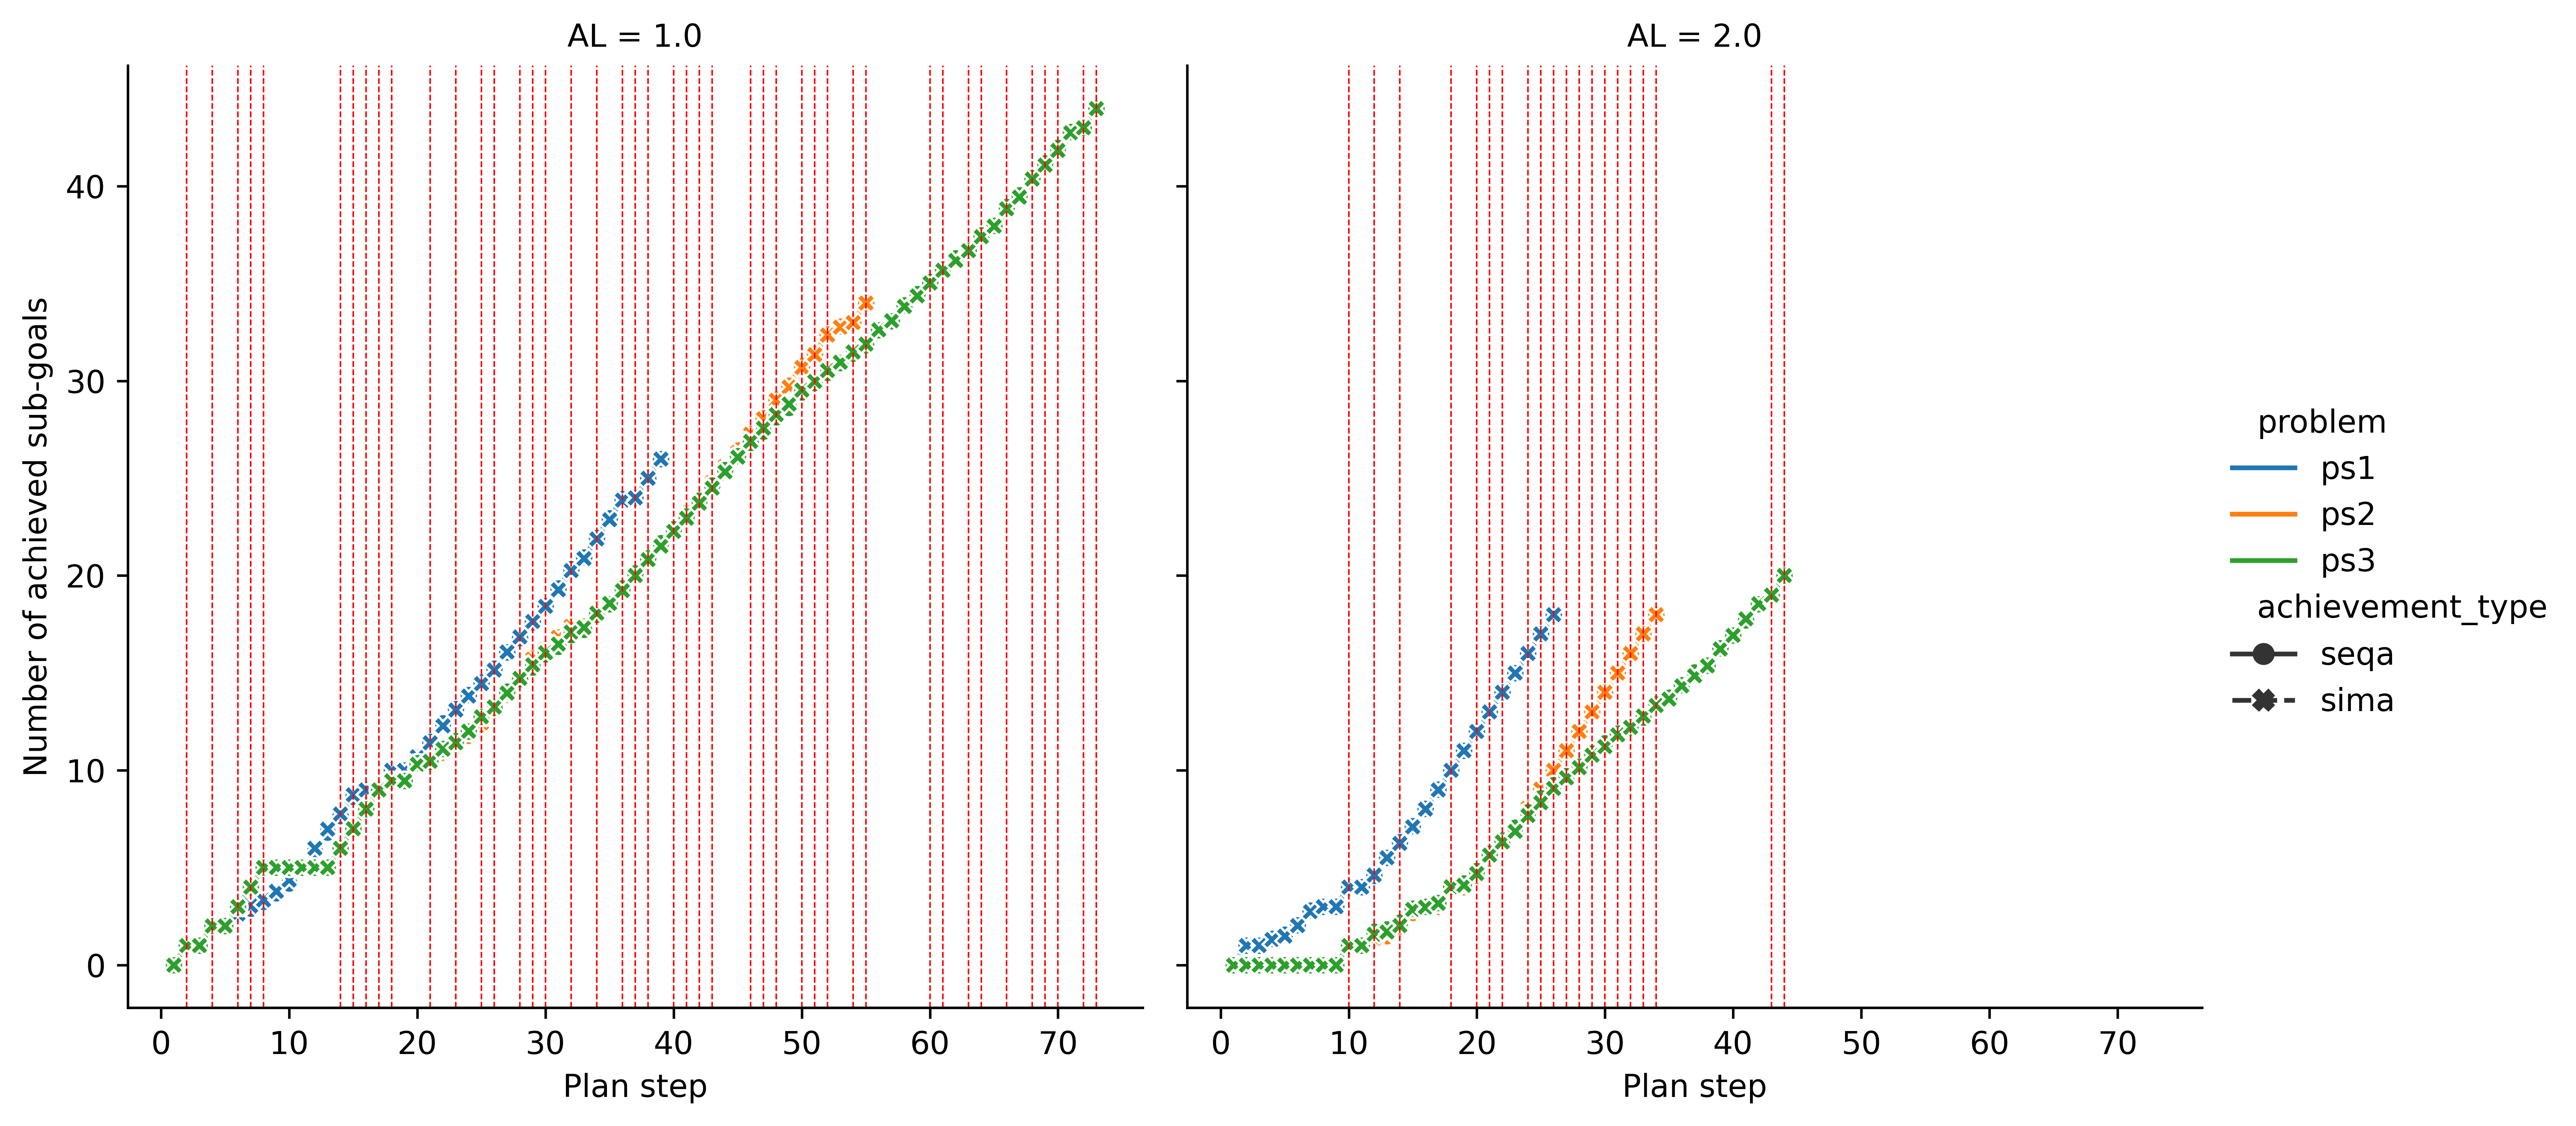 AL = 1.0
AL = 2.0
Number of achieved sub-goals
40
30
20
10
0
0 10 20 30 40 50 60 70
Plan step
0 10 20 30 40 50 60 70
Plan step
problem
ps1
ps2
ps3
achievement_type
seqa
sima